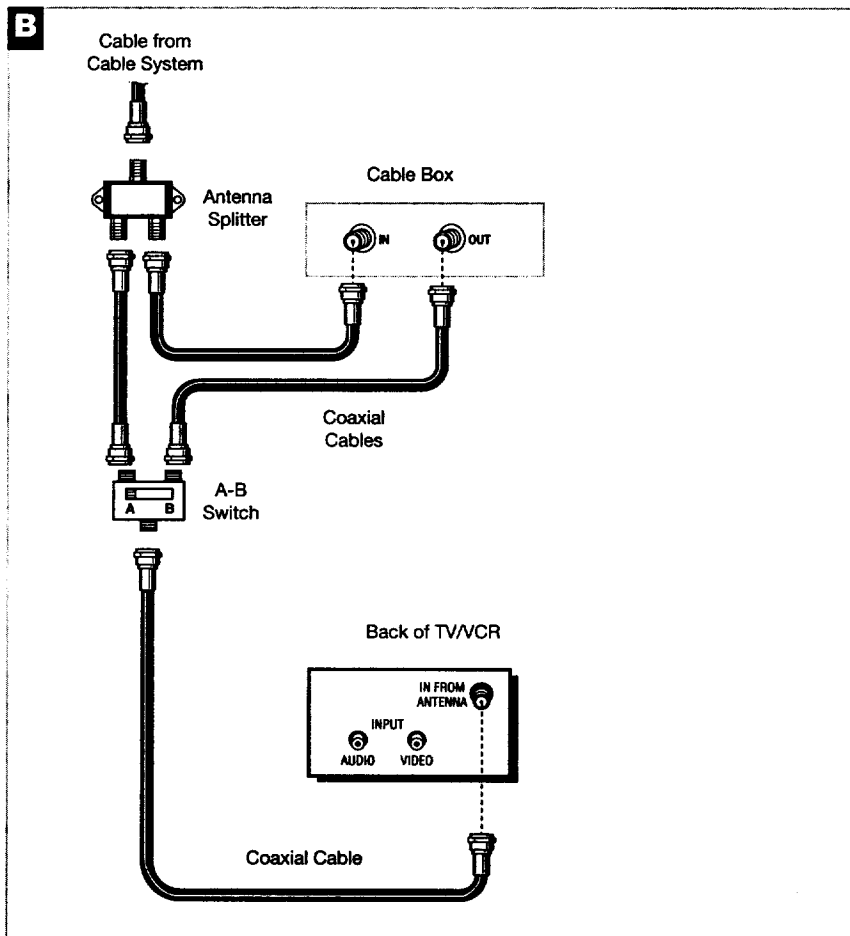 B
Cable from
Cable System
Antenna
Splitter
Cable Box
IN
OUT
Coaxial
Cables
A-B
Switch
A
B
Back of TV/VCR
IN FROM
ANTENNA
INPUT
AUDIO
VIDEO
Coaxial Cable